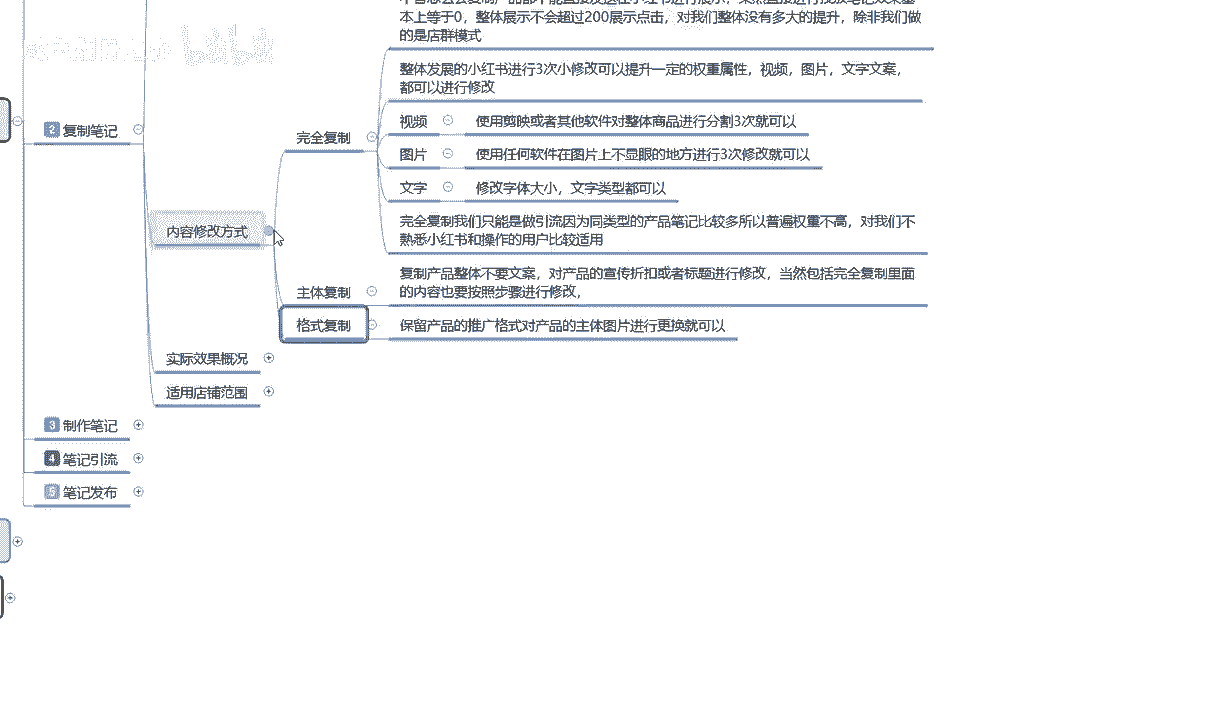 本上等于0，整体展示不会超过200展示点击，对我们整体没有多大的提升，除非我们做
的是店群模式
整体发展的小红书进行3次小修改可以提升一定的权重属性，视频，图片，文字文案，
都可以进行修改
2 复制笔记
完全复制
视频
使用剪映或者其他软件对整体商品进行分割3次就可以
图片
使用任何软件在图片上不显眼的地方进行3次修改就可以
文字
修改字体大小，文字类型都可以
内容修改方式
完全复制我们只能是做引流因为同类型的产品笔记比较多所以普遍权重不高，对我们不
熟悉小红书和操作的用户比较适用
主体复制
复制产品整体不要文案，对产品的宣传折扣或者标题进行修改，当然包括完全复制里面
的内容也要按照步骤进行修改，
格式复制
保留产品的推广格式对产品的主体图片进行更换就可以
实际效果概况
适用店铺范围
3 制作笔记
4 笔记引流
5 笔记发布